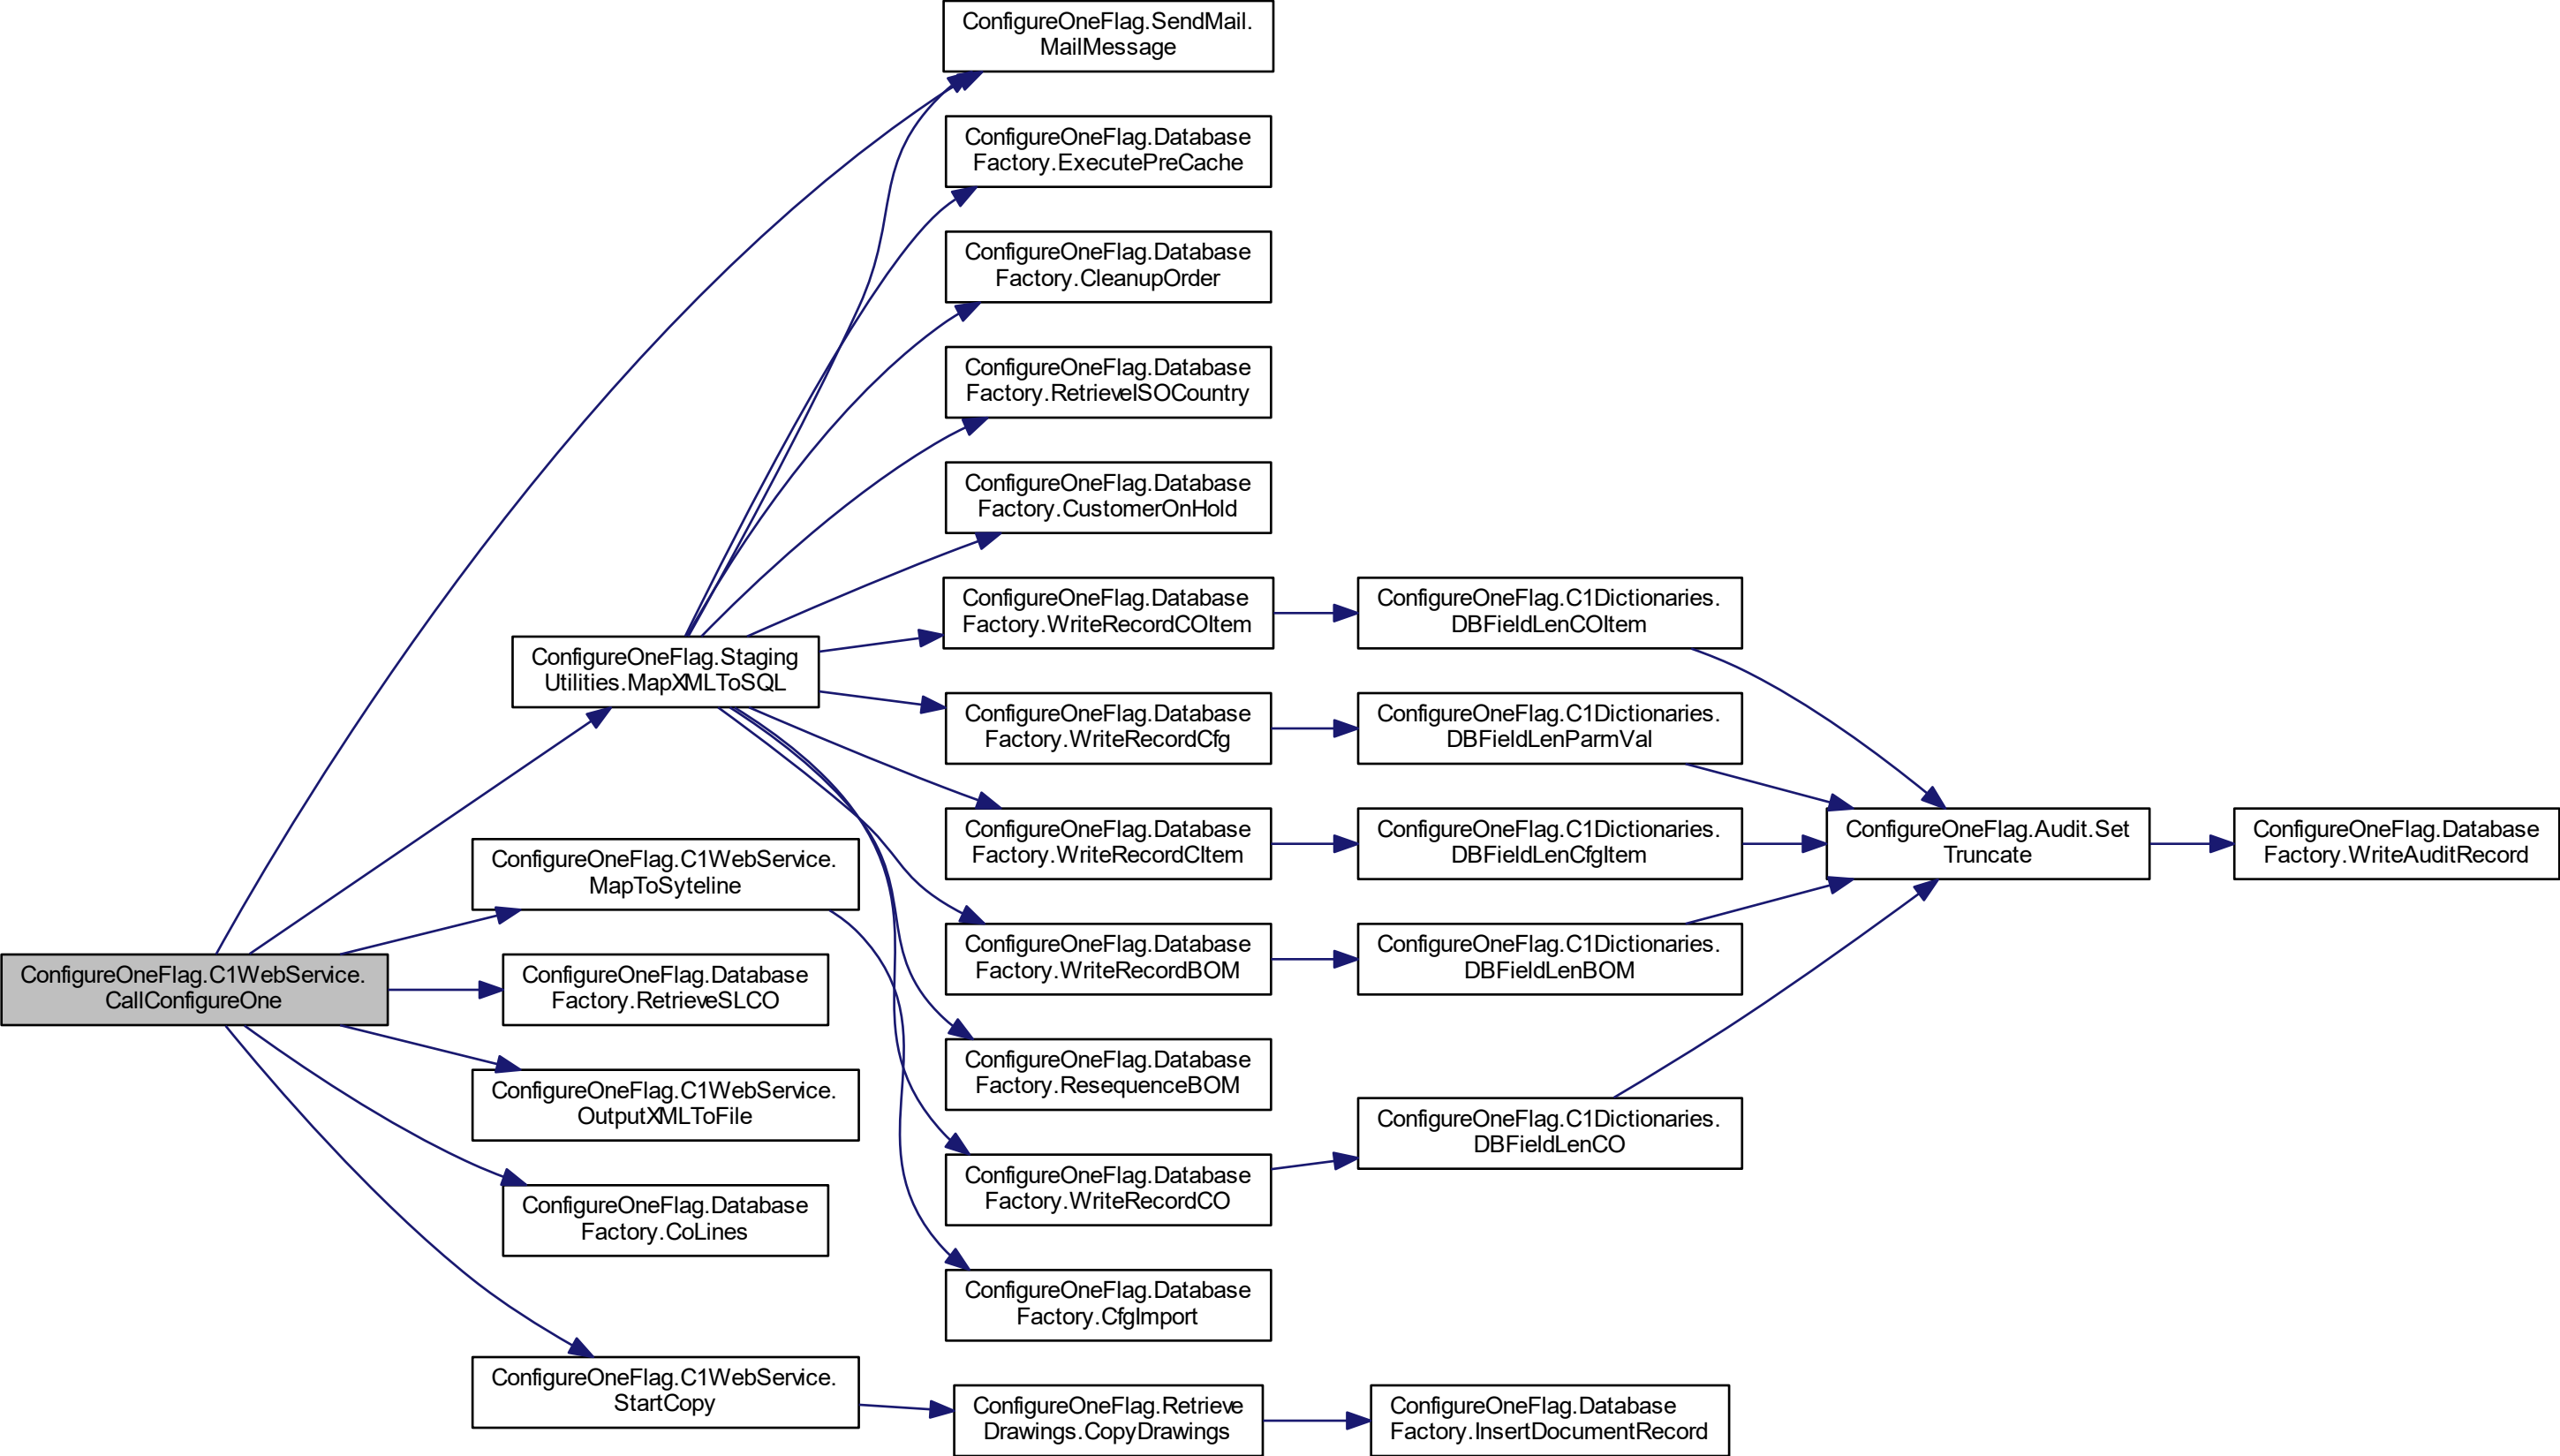 ConfigureOneFlag.SendMail.
MailMessage
ConfigureOneFlag.Database
Factory.ExecutePreCache
ConfigureOneFlag.Database
Factory.CleanupOrder
ConfigureOneFlag.Database
Factory.RetrieveISOCountry
ConfigureOneFlag.Database
Factory.CustomerOnHold
ConfigureOneFlag.Database
Factory.WriteRecordCOItem
ConfigureOneFlag.C1Dictionaries.
DBFieldLenCOItem
ConfigureOneFlag.Staging
Utilities.MapXMLToSQL
ConfigureOneFlag.Database
Factory.WriteRecordCfg
ConfigureOneFlag.C1Dictionaries.
DBFieldLenParmVal
ConfigureOneFlag.C1WebService.
MapToSyteline
ConfigureOneFlag.Database
Factory.WriteRecordCItem
ConfigureOneFlag.C1Dictionaries.
DBFieldLenCfgItem
ConfigureOneFlag.Audit.Set
Truncate
ConfigureOneFlag.Database
Factory.WriteAuditRecord
ConfigureOneFlag.C1WebService.
CallConfigureOne
ConfigureOneFlag.Database
Factory.RetrieveSLCO
ConfigureOneFlag.Database
Factory.WriteRecordBOM
ConfigureOneFlag.C1Dictionaries.
DBFieldLenBOM
ConfigureOneFlag.C1WebService.
OutputXMLToFile
ConfigureOneFlag.Database
Factory.ResequenceBOM
ConfigureOneFlag.C1Dictionaries.
DBFieldLenCO
ConfigureOneFlag.Database
Factory.CoLines
ConfigureOneFlag.Database
Factory.WriteRecordCO
ConfigureOneFlag.Database
Factory.CfgImport
ConfigureOneFlag.C1WebService.
StartCopy
ConfigureOneFlag.Retrieve
Drawings.CopyDrawings
ConfigureOneFlag.Database
Factory.InsertDocumentRecord